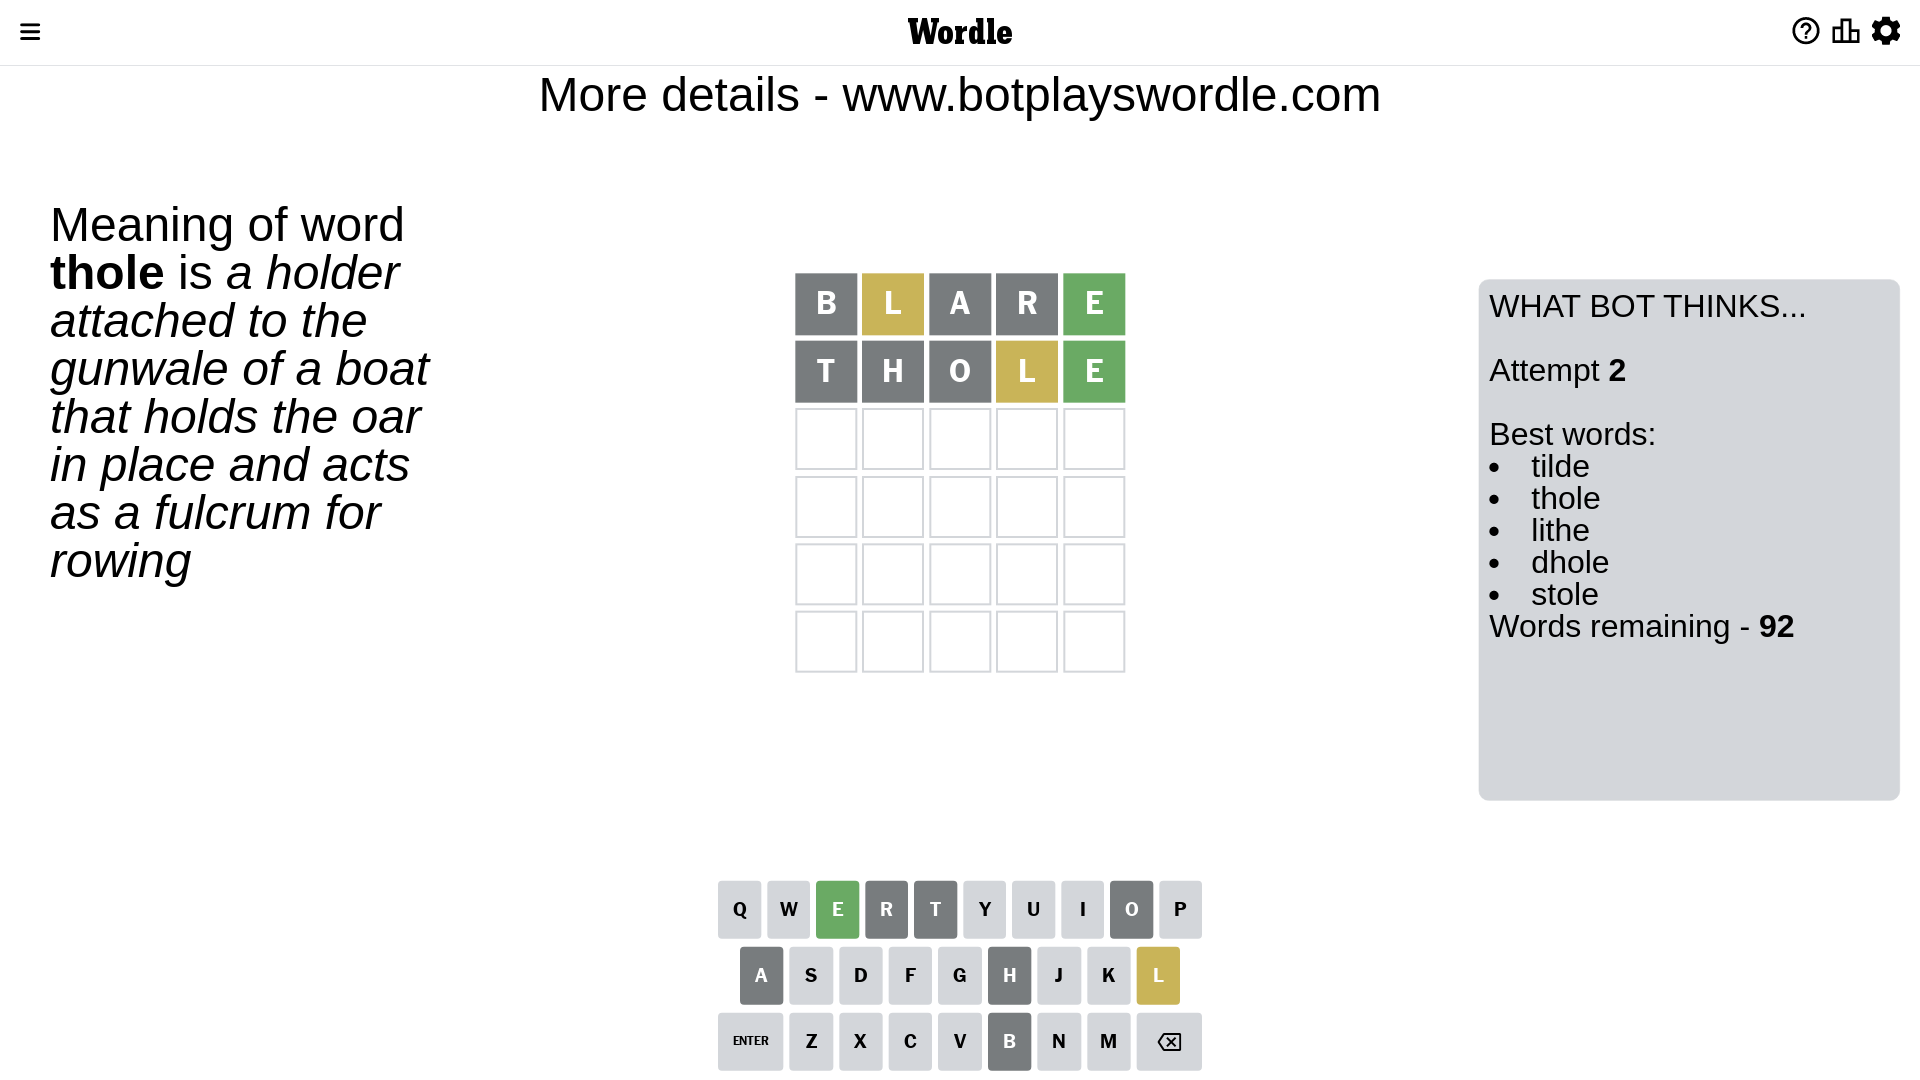 Wordle
More details - www.botplayswordle.com
Meaning of word
thole is a holder
attached to the
gunwale of a boat
that holds the oar
in place and acts
as a fulcrum for
rowing
B L A R E
T H O L E
WHAT BOT THINKS...
Attempt 2
Best words:
• tilde
• thole
• lithe
• dhole
• stole
Words remaining - 92
Q W E R T Y U I O P
A S D F G H J K L
ENTER Z X C V B N M